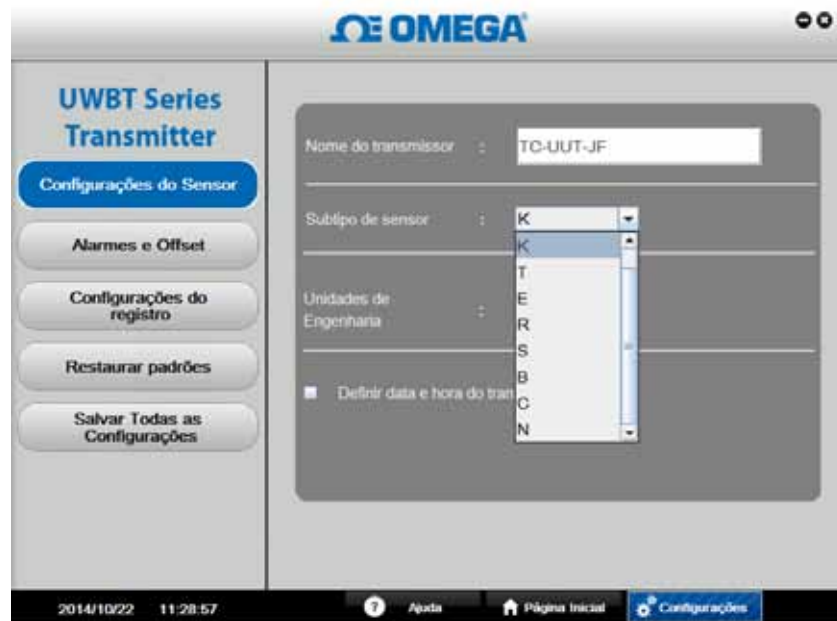 OMEGA
UWBT Series
Transmitter
Configurações do Sensor
Alarmes e Offset
Configurações do
registro
Restaurar padrões
Salvar Todas as
Configurações
Nome do transmissor : TC-UUT-JF
Subtipo de sensor : K
K
T
E
R
S
B
C
N
Unidades de
Engenharia :
Definir data e hora do tran
2014/10/22 11:28:57
? Ajuda
Página Inicial
Configurações